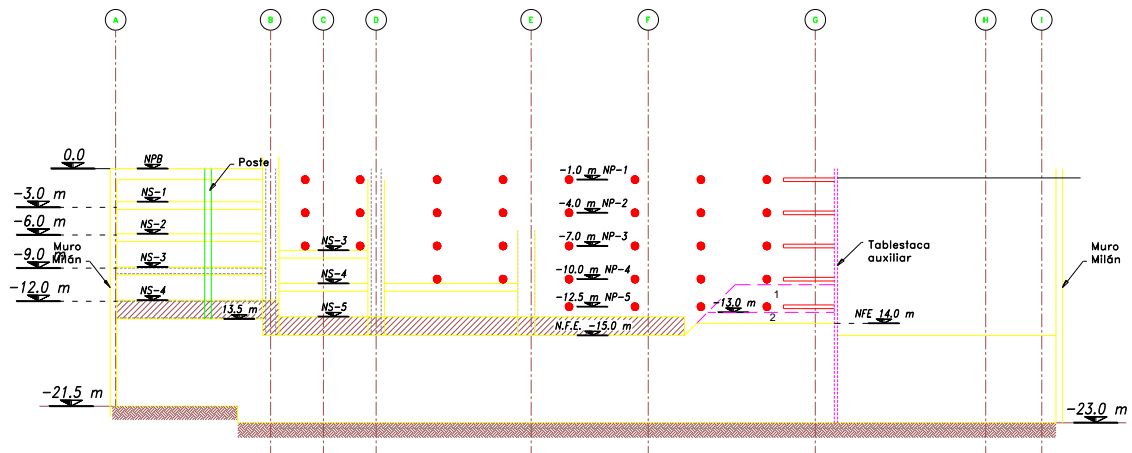 A B C D E F G H I
0.0
NPB
Poste
-1.0 m NP-1
-3.0 m
NS-1
-4.0 m NP-2
-6.0 m
NS-2
NS-3
-7.0 m NP-3
Muro
Milán
Tablestaca
auxiliar
Muro
Milán
-9.0 m
NS-3
NS-4
-10.0 m NP-4
-12.0 m
NS-4
1
13.5 m
NS-5
-12.5 m NP-5
-13.0 m
2
NFE 14.0 m
N.F.E. -15.0 m
-21.5 m
-23.0 m